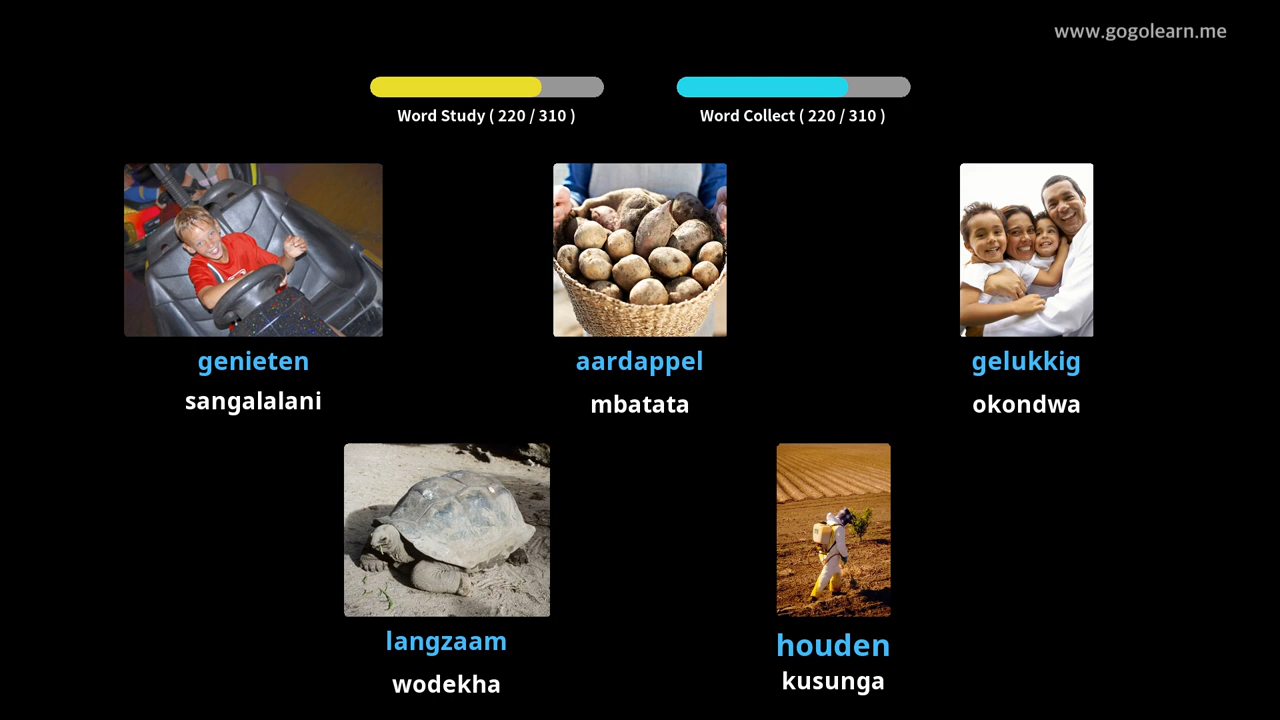 www.gogolearn.me
Word Study ( 220 / 310 )
Word Collect ( 220 / 310 )
genieten
sangalalani
aardappel
mbatata
gelukkig
okondwa
langzaam
wodekha
houden
kusunga